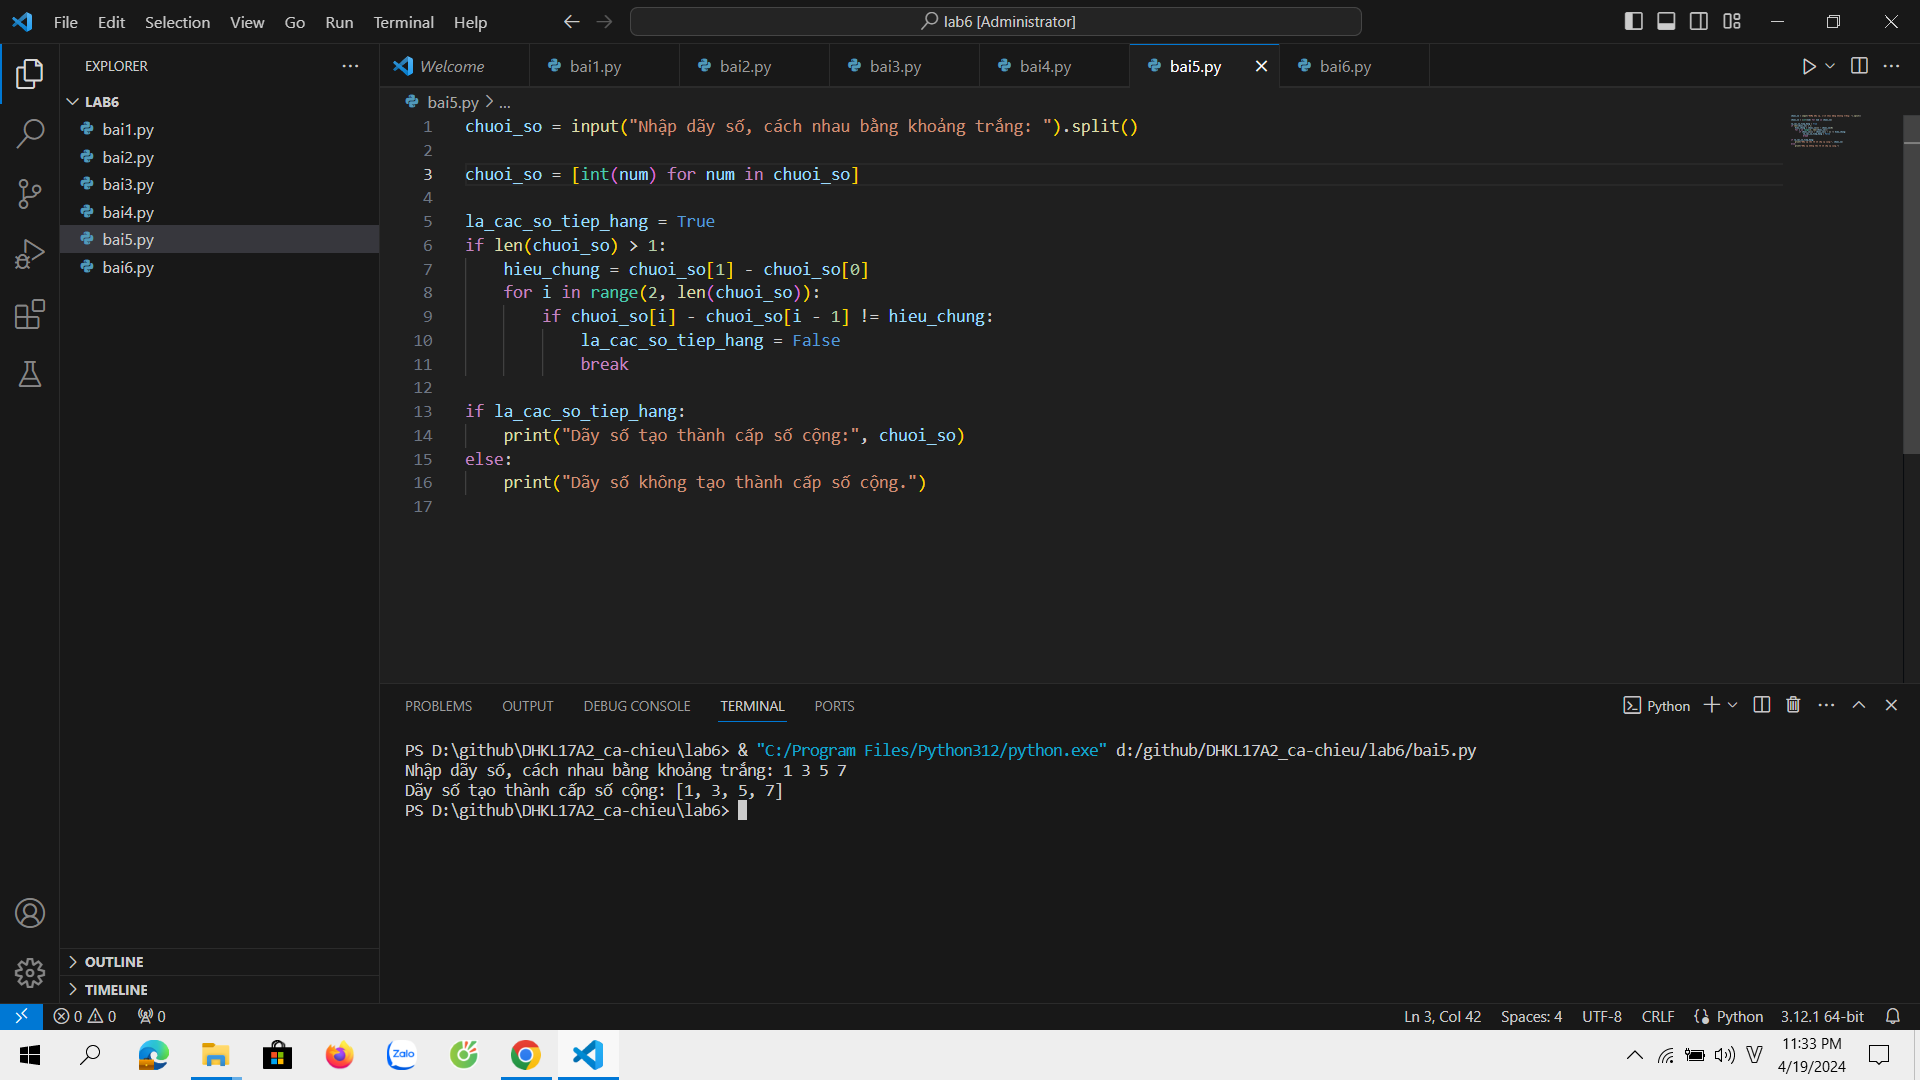 File Edit Selection View Go Run Terminal Help
lab6 [Administrator]
EXPLORER
LAB6
bai1.py
bai2.py
bai3.py
bai4.py
bai5.py
bai6.py
OUTLINE
TIMELINE
Welcome bai1.py bai2.py bai3.py bai4.py bai5.py bai6.py
bai5.py > ...
1 chuoi_so = input("Nhập dãy số, cách nhau bằng khoảng trắng: ").split()
2
3 chuoi_so = [int(num) for num in chuoi_so]
4
5 la_cac_so_tiep_hang = True
6 if len(chuoi_so) > 1:
7     hieu_chung = chuoi_so[1] - chuoi_so[0]
8     for i in range(2, len(chuoi_so)):
9         if chuoi_so[i] - chuoi_so[i - 1] != hieu_chung:
10             la_cac_so_tiep_hang = False
11             break
12
13 if la_cac_so_tiep_hang:
14     print("Dãy số tạo thành cấp số cộng:", chuoi_so)
15 else:
16     print("Dãy số không tạo thành cấp số cộng.")
17
PROBLEMS OUTPUT DEBUG CONSOLE TERMINAL PORTS
Python
PS D:\github\DHKL17A2_ca-chieu\lab6> & "C:/Program Files/Python312/python.exe" d:/github/DHKL17A2_ca-chieu/lab6/bai5.py
Nhập dãy số, cách nhau bằng khoảng trắng: 1 3 5 7
Dãy số tạo thành cấp số cộng: [1, 3, 5, 7]
PS D:\github\DHKL17A2_ca-chieu\lab6>
0 0 0
Ln 3, Col 42 Spaces: 4 UTF-8 CRLF Python 3.12.1 64-bit
Zalo
V
11:33 PM
4/19/2024